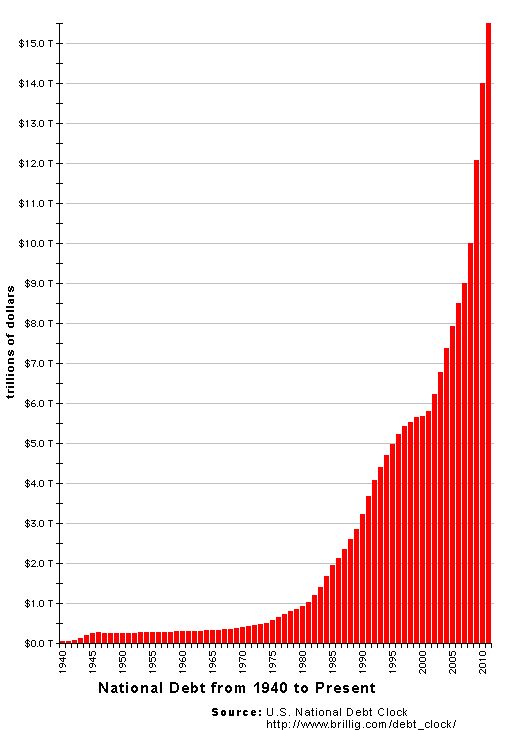 $15.0 T
$14.0 T
$13.0 T
$12.0 T
$11.0 T
$10.0 T
$9.0 T
$8.0 T
$7.0 T
$6.0 T
$5.0 T
$4.0 T
$3.0 T
$2.0 T
$1.0 T
$0.0 T
trillions of dollars
1940
1945
1950
1955
1960
1965
1970
1975
1980
1985
1990
1995
2000
2005
2010
National Debt from 1940 to Present
Source: U.S. National Debt Clock
http://www.brillig.com/debt_clock/